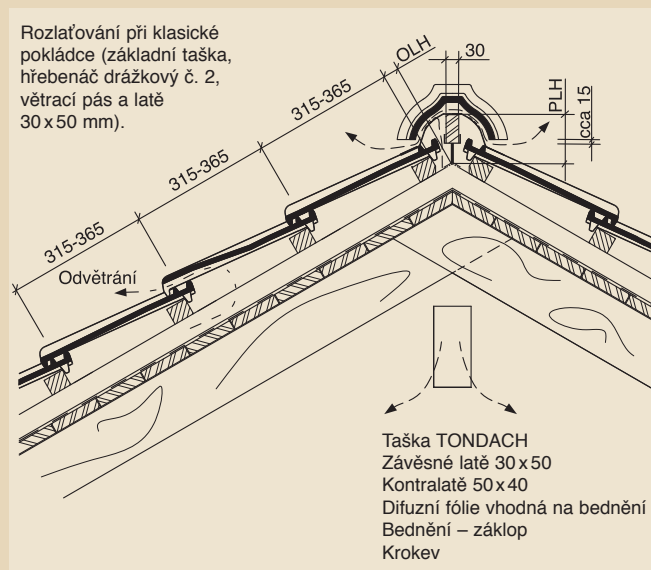 Rozlaťování při klasické
pokládce (základní taška,
hřebenáč drážkový č. 2,
větrací pás a latě
30 x 50 mm).
OLH
30
PLH
cca 15
315-365
315-365
315-365
Odvětrání
Taška TONDACH
Závěsné latě 30 x 50
Kontralatě 50 x 40
Difuzní fólie vhodná na bednění
Bednění – záklop
Krokev